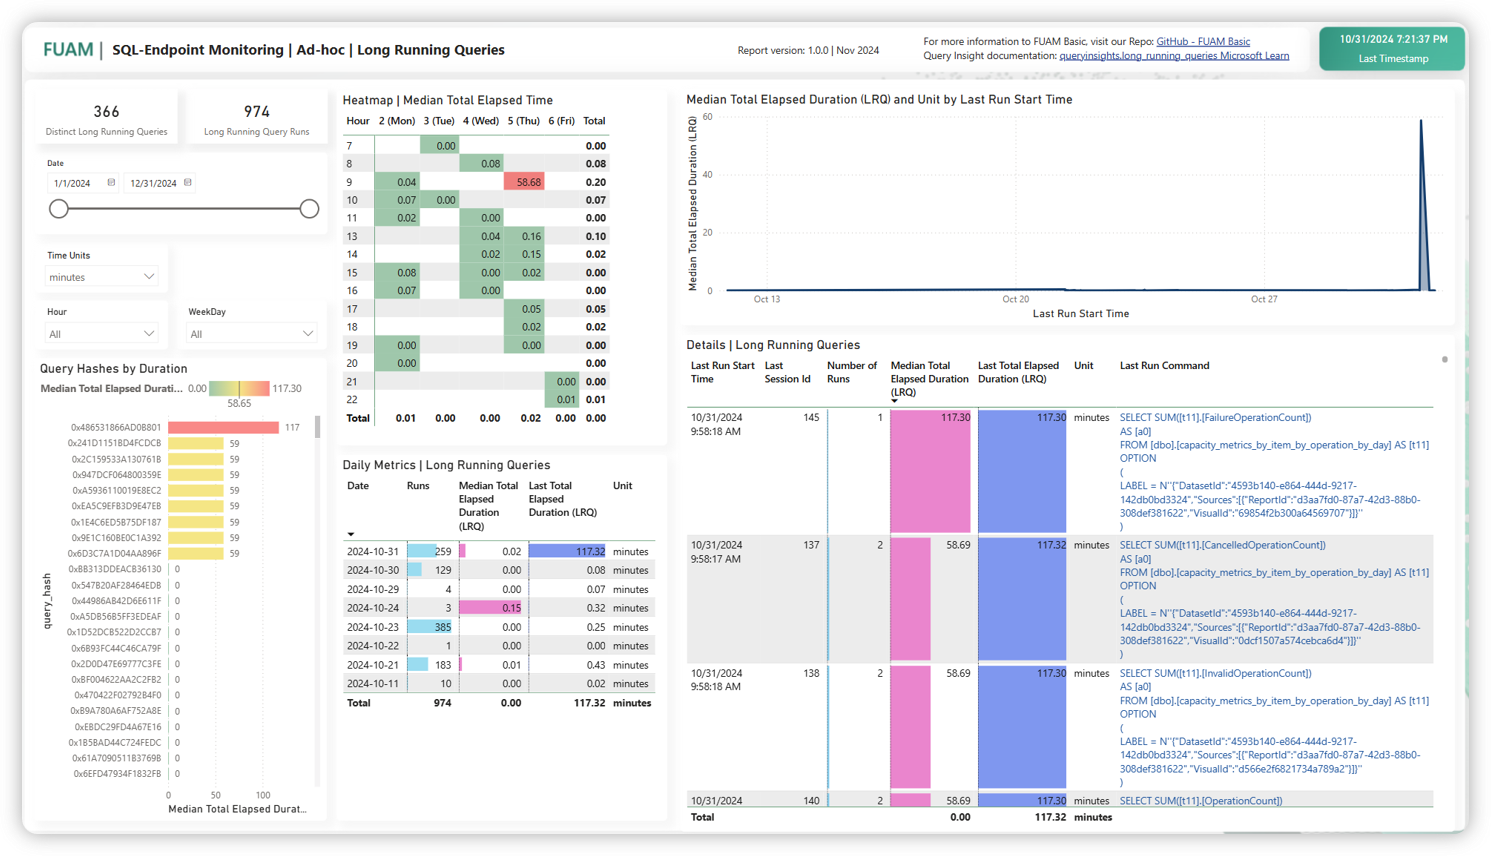 FUAM | SQL-Endpoint Monitoring | Ad-hoc | Long Running Queries
Report version: 1.0.0 | Nov 2024
For more information to FUAM Basic, visit our Repo: GitHub - FUAM Basic
Query Insight documentation: queryinsights.long_running_queries Microsoft Learn
10/31/2024 7:21:37 PM
Last Timestamp
366
Distinct Long Running Queries
974
Long Running Query Runs
Date
1/1/2024 12/31/2024
Time Units
minutes
Hour
All
WeekDay
All
Query Hashes by Duration
Median Total Elapsed Durati... 0.00 117.30
58.65
query_hash
0x486531866AD0B801 117
0x241D1151BD4FCDCB 59
0x2C159533A130761B 59
0x947DCF064800359E 59
0xA5936110019E8EC2 59
0xEA5C9EFB3D9E47EB 59
0x1E4C6ED5B75DF187 59
0x9E1C160BE0C1A392 59
0x6D3C7A1D04AA896F 59
0xBB313DDEACB36130 0
0x547B20AF28464EDB 0
0x44986AB42D6E611F 0
0xA5DB56B5FF3EDEAF 0
0x1D52DCB522D2CCB7 0
0x6B93FC44C46CA79F 0
0x2D0D47E69777C3FE 0
0xBF004622AA2C2FB2 0
0x470422F02792B4F0 0
0xB9A780A6AF752A8E 0
0xEBDC29FD4A67E16 0
0x1B5BAD44C724FEDC 0
0x61A7090511B3769B 0
0x6EFD47934F1832FB 0
0 50 100
Median Total Elapsed Durat...
Heatmap | Median Total Elapsed Time
Hour 2 (Mon) 3 (Tue) 4 (Wed) 5 (Thu) 6 (Fri) Total
7 0.00 0.00
8 0.08 0.08
9 0.04 58.68 0.20
10 0.07 0.00 0.07
11 0.02 0.00 0.00
13 0.04 0.16 0.10
14 0.02 0.15 0.02
15 0.08 0.00 0.02 0.00
16 0.07 0.00 0.00
17 0.05 0.05
18 0.02 0.02
19 0.00 0.00 0.00
20 0.00 0.00
21 0.00 0.00
22 0.01 0.01
Total 0.01 0.00 0.00 0.02 0.00 0.00
Daily Metrics | Long Running Queries
Date Runs Median Total Elapsed Duration (LRQ) Last Total Elapsed Duration (LRQ) Unit
2024-10-31 259 0.02 117.32 minutes
2024-10-30 129 0.00 0.08 minutes
2024-10-29 4 0.00 0.07 minutes
2024-10-24 3 0.15 0.32 minutes
2024-10-23 385 0.00 0.25 minutes
2024-10-22 1 0.00 0.00 minutes
2024-10-21 183 0.01 0.43 minutes
2024-10-11 10 0.00 0.02 minutes
Total 974 0.00 117.32 minutes
Median Total Elapsed Duration (LRQ) and Unit by Last Run Start Time
Median Total Elapsed Duration (LRQ)
60
40
20
0
Oct 13 Oct 20 Oct 27
Last Run Start Time
Details | Long Running Queries
Last Run Start Time Last Session Id Number of Runs Median Total Elapsed Duration (LRQ) Last Total Elapsed Duration (LRQ) Unit Last Run Command
10/31/2024 9:58:18 AM 145 1 117.30 117.30 minutes SELECT SUM([t11].[FailureOperationCount])
AS [a0]
FROM [dbo].[capacity_metrics_by_item_by_operation_by_day] AS [t11]
OPTION
(
LABEL = N''{"DatasetId":"4593b140-e864-444d-9217-
142db0bd3324","Sources":[{"ReportId":"d3aa7fd0-87a7-42d3-88b0-
308def381622","VisualId":"69854f2b300a64569707"}]}''
)
10/31/2024 9:58:17 AM 137 2 58.69 117.32 minutes SELECT SUM([t11].[CancelledOperationCount])
AS [a0]
FROM [dbo].[capacity_metrics_by_item_by_operation_by_day] AS [t11]
OPTION
(
LABEL = N''{"DatasetId":"4593b140-e864-444d-9217-
142db0bd3324","Sources":[{"ReportId":"d3aa7fd0-87a7-42d3-88b0-
308def381622","VisualId":"0dcf1507a574cebca6d4"}]}''
)
10/31/2024 9:58:18 AM 138 2 58.69 117.30 minutes SELECT SUM([t11].[InvalidOperationCount])
AS [a0]
FROM [dbo].[capacity_metrics_by_item_by_operation_by_day] AS [t11]
OPTION
(
LABEL = N''{"DatasetId":"4593b140-e864-444d-9217-
142db0bd3324","Sources":[{"ReportId":"d3aa7fd0-87a7-42d3-88b0-
308def381622","VisualId":"d566e2f6821734a789a2"}]}''
)
10/31/2024 140 2 58.69 117.30 minutes SELECT SUM([t11].[OperationCount])
Total 0.00 117.32 minutes